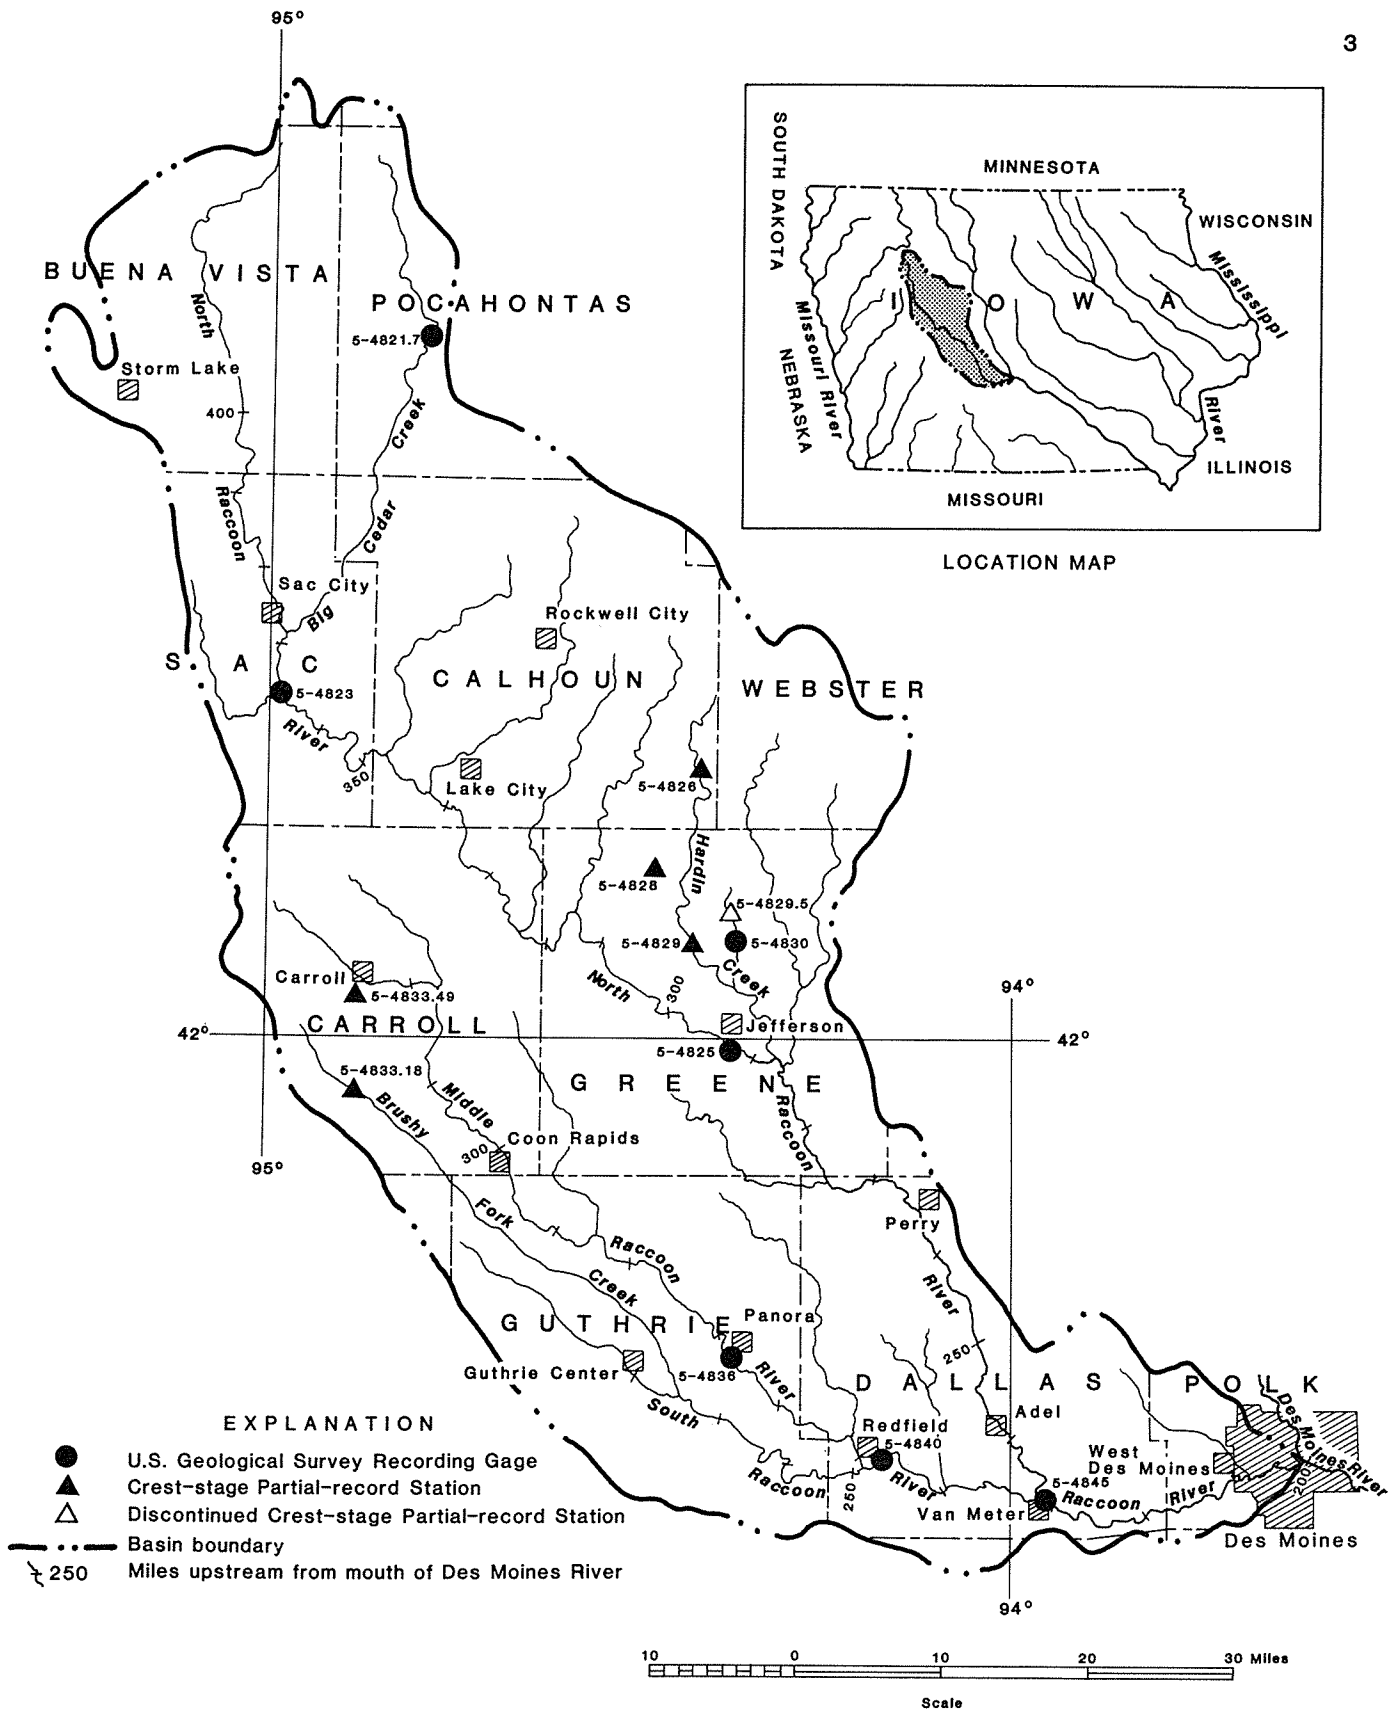 95°
3
SOUTH DAKOTA
MINNESOTA
WISCONSIN
Mississippi
River
I O W A
Missouri River
NEBRASKA
ILLINOIS
MISSOURI
LOCATION MAP
BUENA VISTA
North
POCAHONTAS
5-4821.7
Storm Lake
400
Creek
Raccoon
Cedar
Sac City
Big
Rockwell City
SAC
CALHOUN
WEBSTER
5-4823
River
350
Lake City
5-4826
Hardin
5-4828
5-4829.5
5-4829
5-4830
Creek
Carroll
5-4833.49
North
300
94°
CARROLL
Jefferson
42°
42°
5-4825
5-4833.18
GREENE
Brushy
Middle
Raccoon
Coon Rapids
300
95°
Fork
Perry
Raccoon
Creek
River
GUTHRIE
Panora
250
Guthrie Center
5-4836
River
DALLAS
POLK
South
Redfield
Adel
Des Moines River
5-4840
West
Des Moines
5-4845
Raccoon
260
River
Van Meter
Raccoon
River
200
Des Moines River
Des Moines
EXPLANATION
U.S. Geological Survey Recording Gage
Crest-stage Partial-record Station
Discontinued Crest-stage Partial-record Station
Basin boundary
250 Miles upstream from mouth of Des Moines River
94°
10 0 10 20 30 Miles
Scale